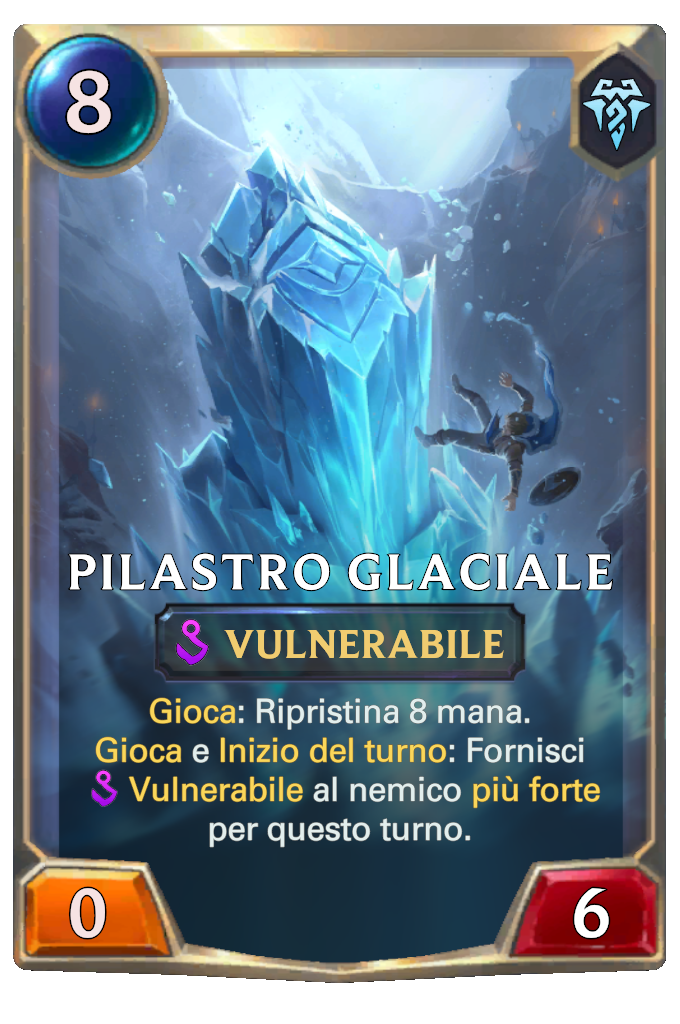 8
PILASTRO GLACIALE
VULNERABILE
Gioca: Ripristina 8 mana.
Gioca e Inizio del turno: Fornisci
Vulnerabile al nemico più forte
per questo turno.
0
6